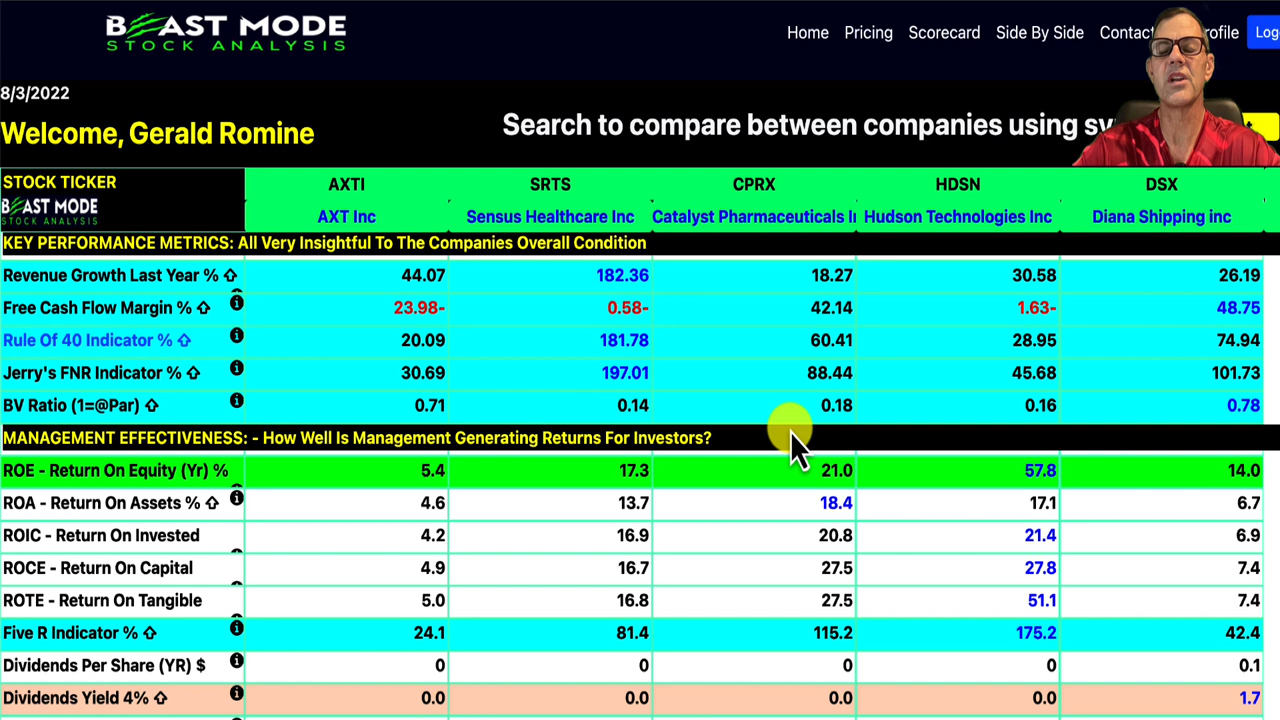 BEAST MODE
STOCK ANALYSIS
Home Pricing Scorecard Side By Side Contact rofile Log
8/3/2022
Welcome, Gerald Romine
Search to compare between companies using sy
STOCK TICKER AXTI SRTS CPRX HDSN DSX
BEAST MODE
STOCK ANALYSIS
AXT Inc Sensus Healthcare Inc Catalyst Pharmaceuticals Hudson Technologies Inc Diana Shipping inc
KEY PERFORMANCE METRICS: All Very Insightful To The Companies Overall Condition
Revenue Growth Last Year % ⇧ 44.07 182.36 18.27 30.58 26.19
Free Cash Flow Margin % ⇧ 23.98- 0.58- 42.14 1.63- 48.75
Rule Of 40 Indicator % ⇧ 20.09 181.78 60.41 28.95 74.94
Jerry's FNR Indicator % ⇧ 30.69 197.01 88.44 45.68 101.73
BV Ratio (1=@Par) ⇧ 0.71 0.14 0.18 0.16 0.78
MANAGEMENT EFFECTIVENESS: - How Well Is Management Generating Returns For Investors?
ROE - Return On Equity (Yr) % 5.4 17.3 21.0 57.8 14.0
ROA - Return On Assets % ⇧ 4.6 13.7 18.4 17.1 6.7
ROIC - Return On Invested 4.2 16.9 20.8 21.4 6.9
ROCE - Return On Capital 4.9 16.7 27.5 27.8 7.4
ROTE - Return On Tangible 5.0 16.8 27.5 51.1 7.4
Five R Indicator % ⇧ 24.1 81.4 115.2 175.2 42.4
Dividends Per Share (YR) $ 0 0 0 0 0.1
Dividends Yield 4% ⇧ 0.0 0.0 0.0 0.0 1.7